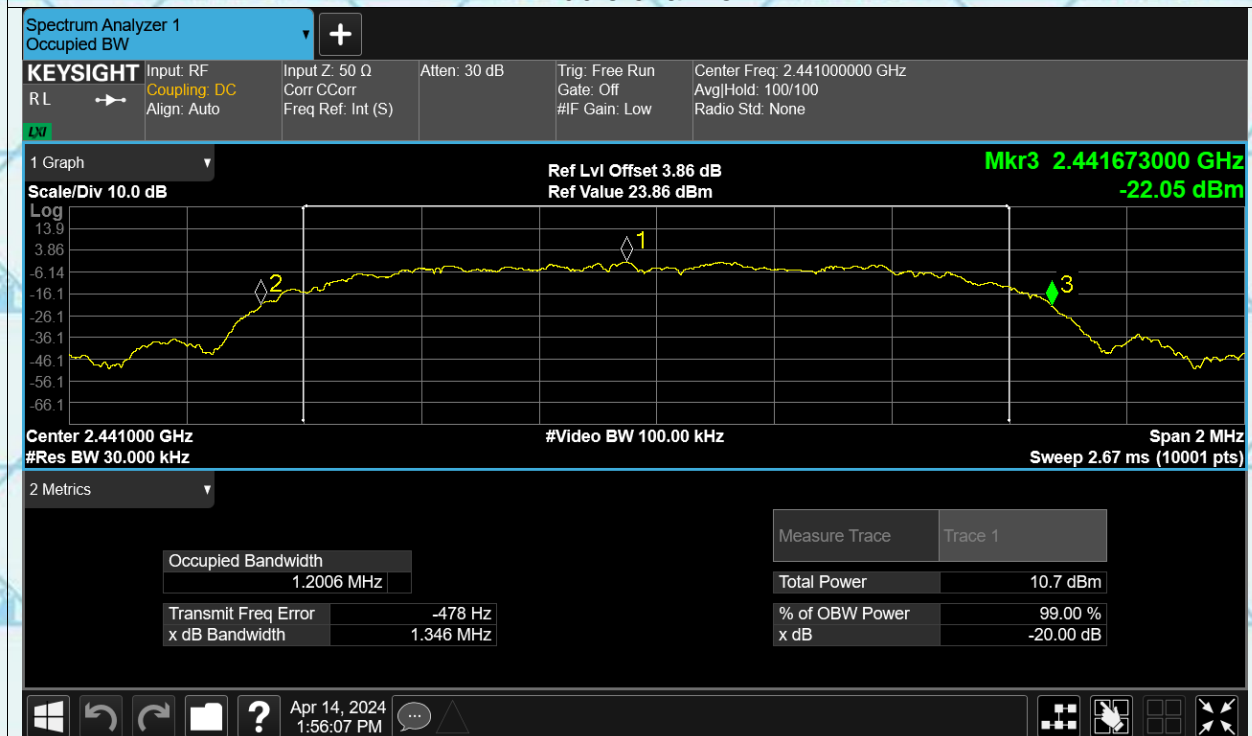 Spectrum Analyzer 1
Occupied BW
KEYSIGHT
RL
LXI
Input: RF
Coupling: DC
Align: Auto
Input Z: 50 Ω
Corr CCorr
Freq Ref: Int (S)
Atten: 30 dB
Trig: Free Run
Gate: Off
#IF Gain: Low
Center Freq: 2.441000000 GHz
Avg|Hold: 100/100
Radio Std: None
1 Graph
Scale/Div 10.0 dB
Ref Lvl Offset 3.86 dB
Ref Value 23.86 dBm
Mkr3 2.441673000 GHz
-22.05 dBm
Log
13.9
3.86
-6.14
-16.1
-26.1
-36.1
-46.1
-56.1
-66.1
1
2
3
Center 2.441000 GHz
#Video BW 100.00 kHz
Span 2 MHz
#Res BW 30.000 kHz
Sweep 2.67 ms (10001 pts)
2 Metrics
Measure Trace Trace 1
Occupied Bandwidth
1.2006 MHz
Total Power 10.7 dBm
Transmit Freq Error -478 Hz
% of OBW Power 99.00 %
x dB Bandwidth 1.346 MHz
x dB -20.00 dB
?
Apr 14, 2024
1:56:07 PM